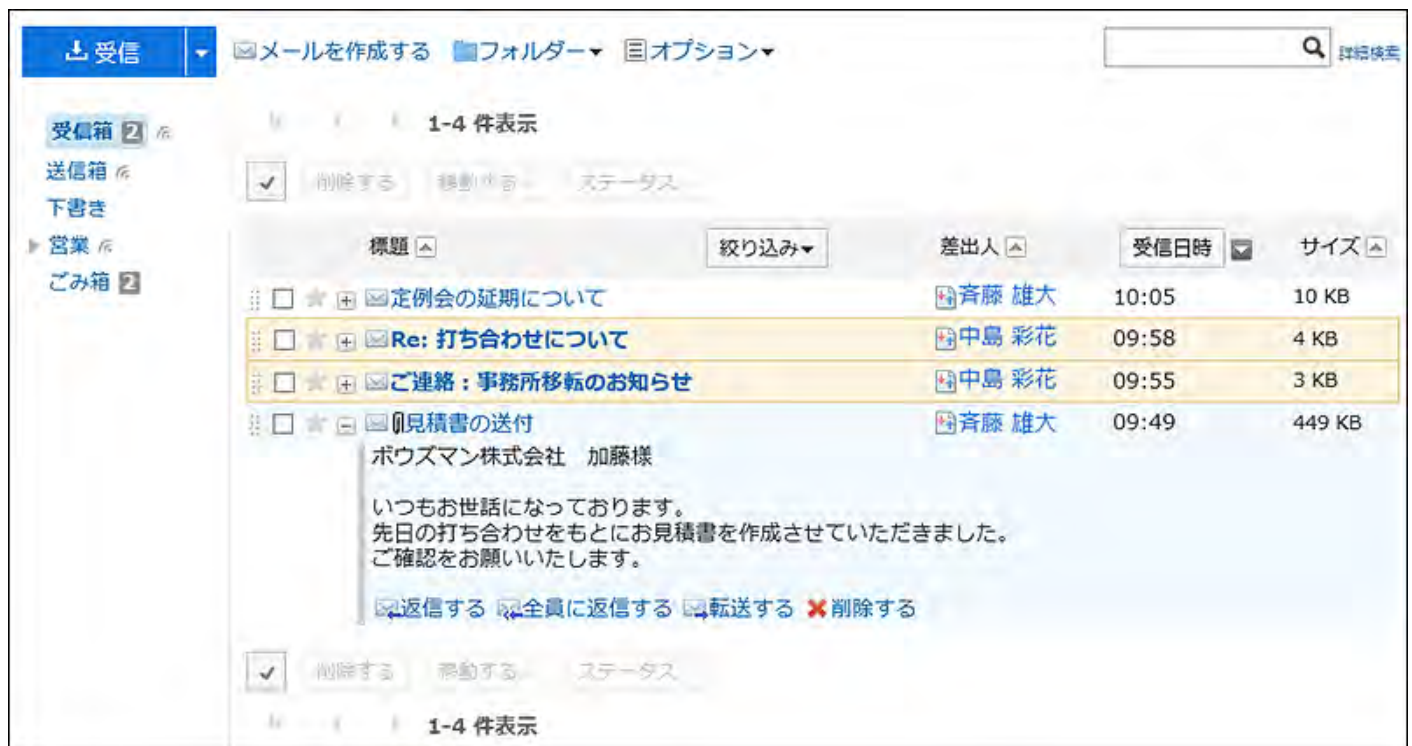 受信 メールを作成する フォルダー オプション 詳細検索
受信箱 2
送信箱
下書き
営業
ごみ箱 2
1-4 件表示
削除する 移動する ステータス
標題 絞り込み 差出人 受信日時 サイズ
定例会の延期について 斉藤 雄大 10:05 10 KB
Re: 打ち合わせについて 中島 彩花 09:58 4 KB
ご連絡：事務所移転のお知らせ 中島 彩花 09:55 3 KB
見積書の送付 斉藤 雄大 09:49 449 KB
ボウズマン株式会社　加藤様
いつもお世話になっております。
先日の打ち合わせをもとにお見積書を作成させていただきました。
ご確認をお願いいたします。
返信する 全員に返信する 転送する 削除する
削除する 移動する ステータス
1-4 件表示